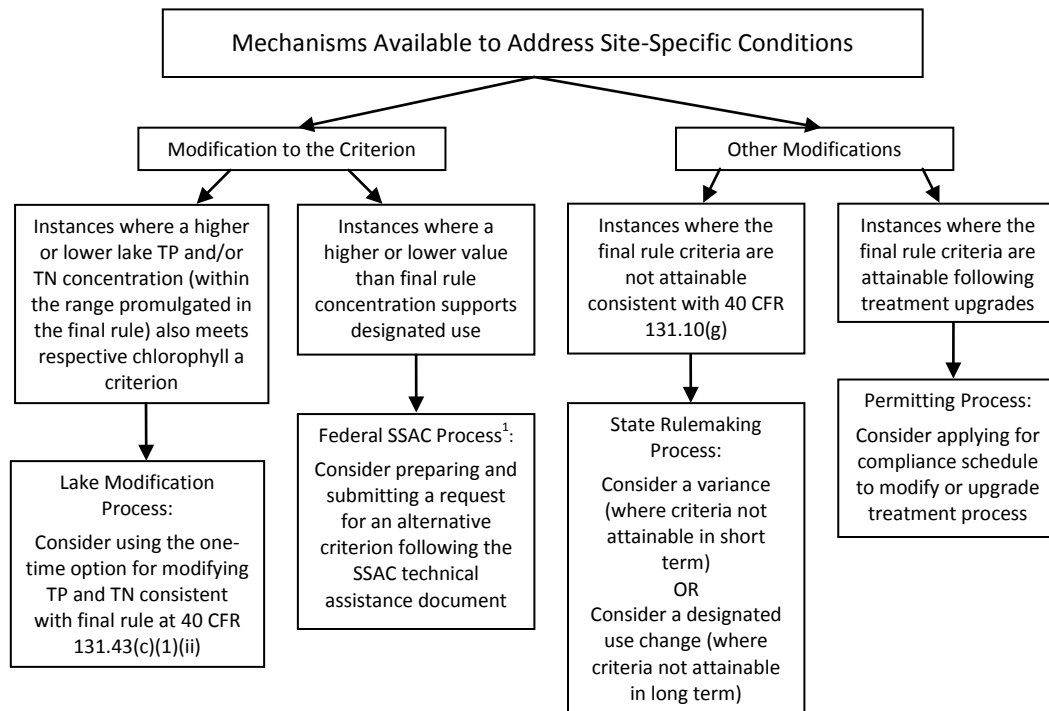 Mechanisms Available to Address Site-Specific Conditions
Modification to the Criterion
Other Modifications
Instances where a higher
or lower lake TP and/or
TN concentration (within
the range promulgated in
the final rule) also meets
respective chlorophyll a
criterion
Instances where a
higher or lower value
than final rule
concentration supports
designated use
Instances where the
final rule criteria are
not attainable
consistent with 40 CFR
131.10(g)
Instances where the
final rule criteria are
attainable following
treatment upgrades
Lake Modification
Process:
Consider using the one-
time option for modifying
TP and TN consistent
with final rule at 40 CFR
131.43(c)(1)(ii)
Federal SSAC Process¹:
Consider preparing and
submitting a request
for an alternative
criterion following the
SSAC technical
assistance document
State Rulemaking
Process:
Consider a variance
(where criteria not
attainable in short
term)
OR
Consider a designated
use change (where
criteria not attainable
in long term)
Permitting Process:
Consider applying for
compliance schedule
to modify or upgrade
treatment process